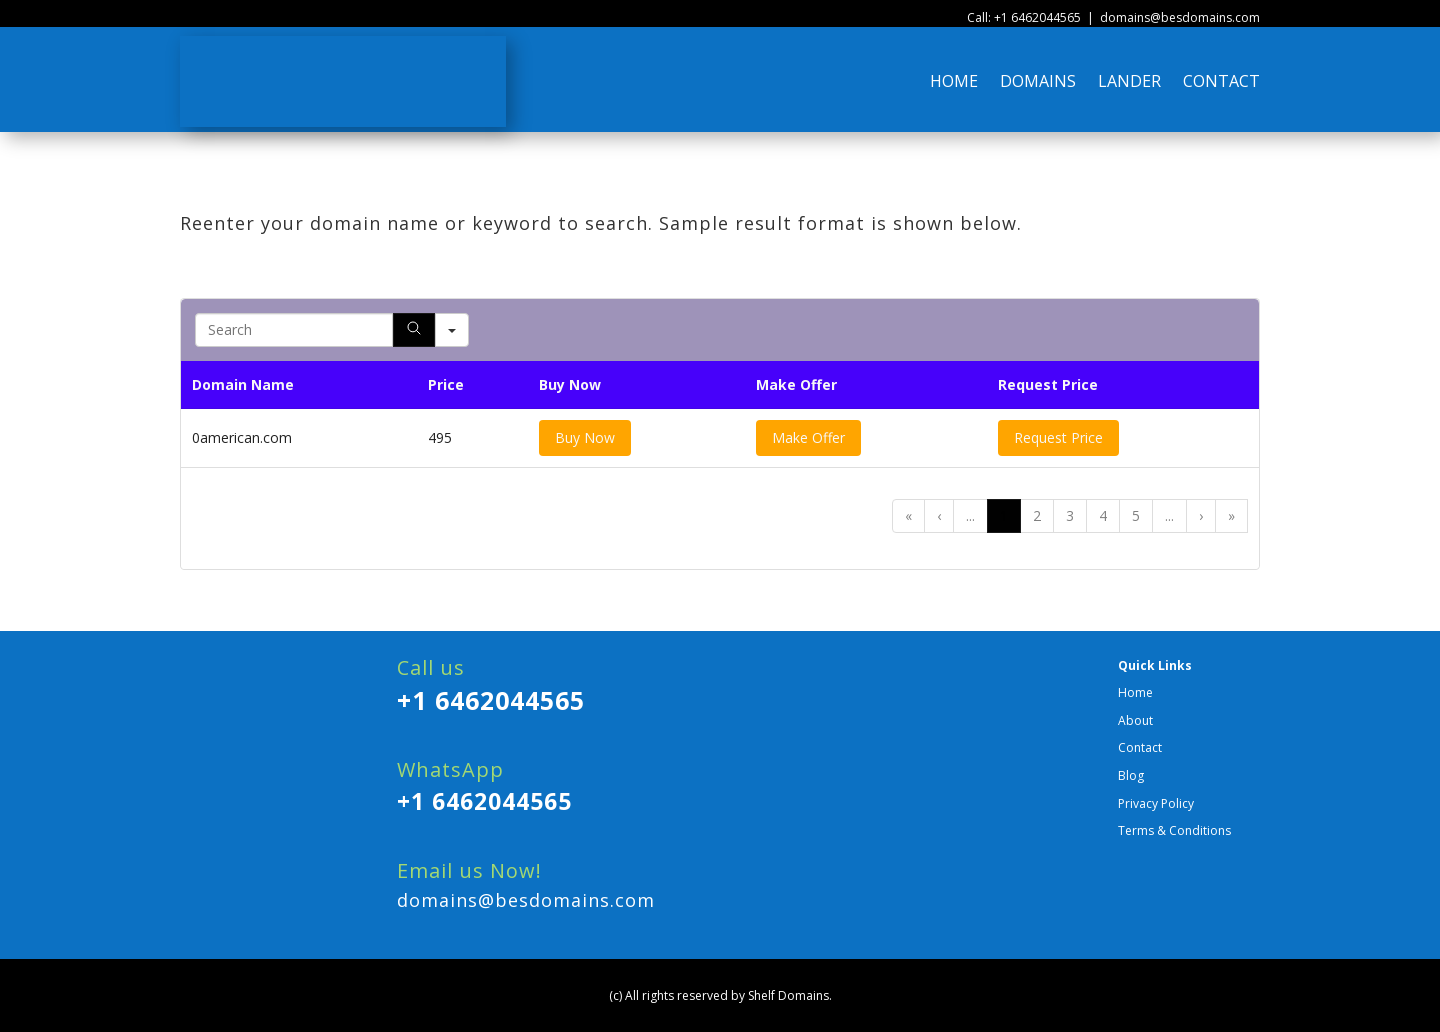 Call: +1 6462044565 | domains@besdomains.com
HOME DOMAINS LANDER CONTACT
Reenter your domain name or keyword to search. Sample result format is shown below.
Search
Domain Name Price Buy Now Make Offer Request Price
0american.com 495 Buy Now Make Offer Request Price
« ‹ ... 2 3 4 5 ... › »
Call us
+1 6462044565
WhatsApp
+1 6462044565
Email us Now!
domains@besdomains.com
Quick Links
Home
About
Contact
Blog
Privacy Policy
Terms & Conditions
(c) All rights reserved by Shelf Domains.